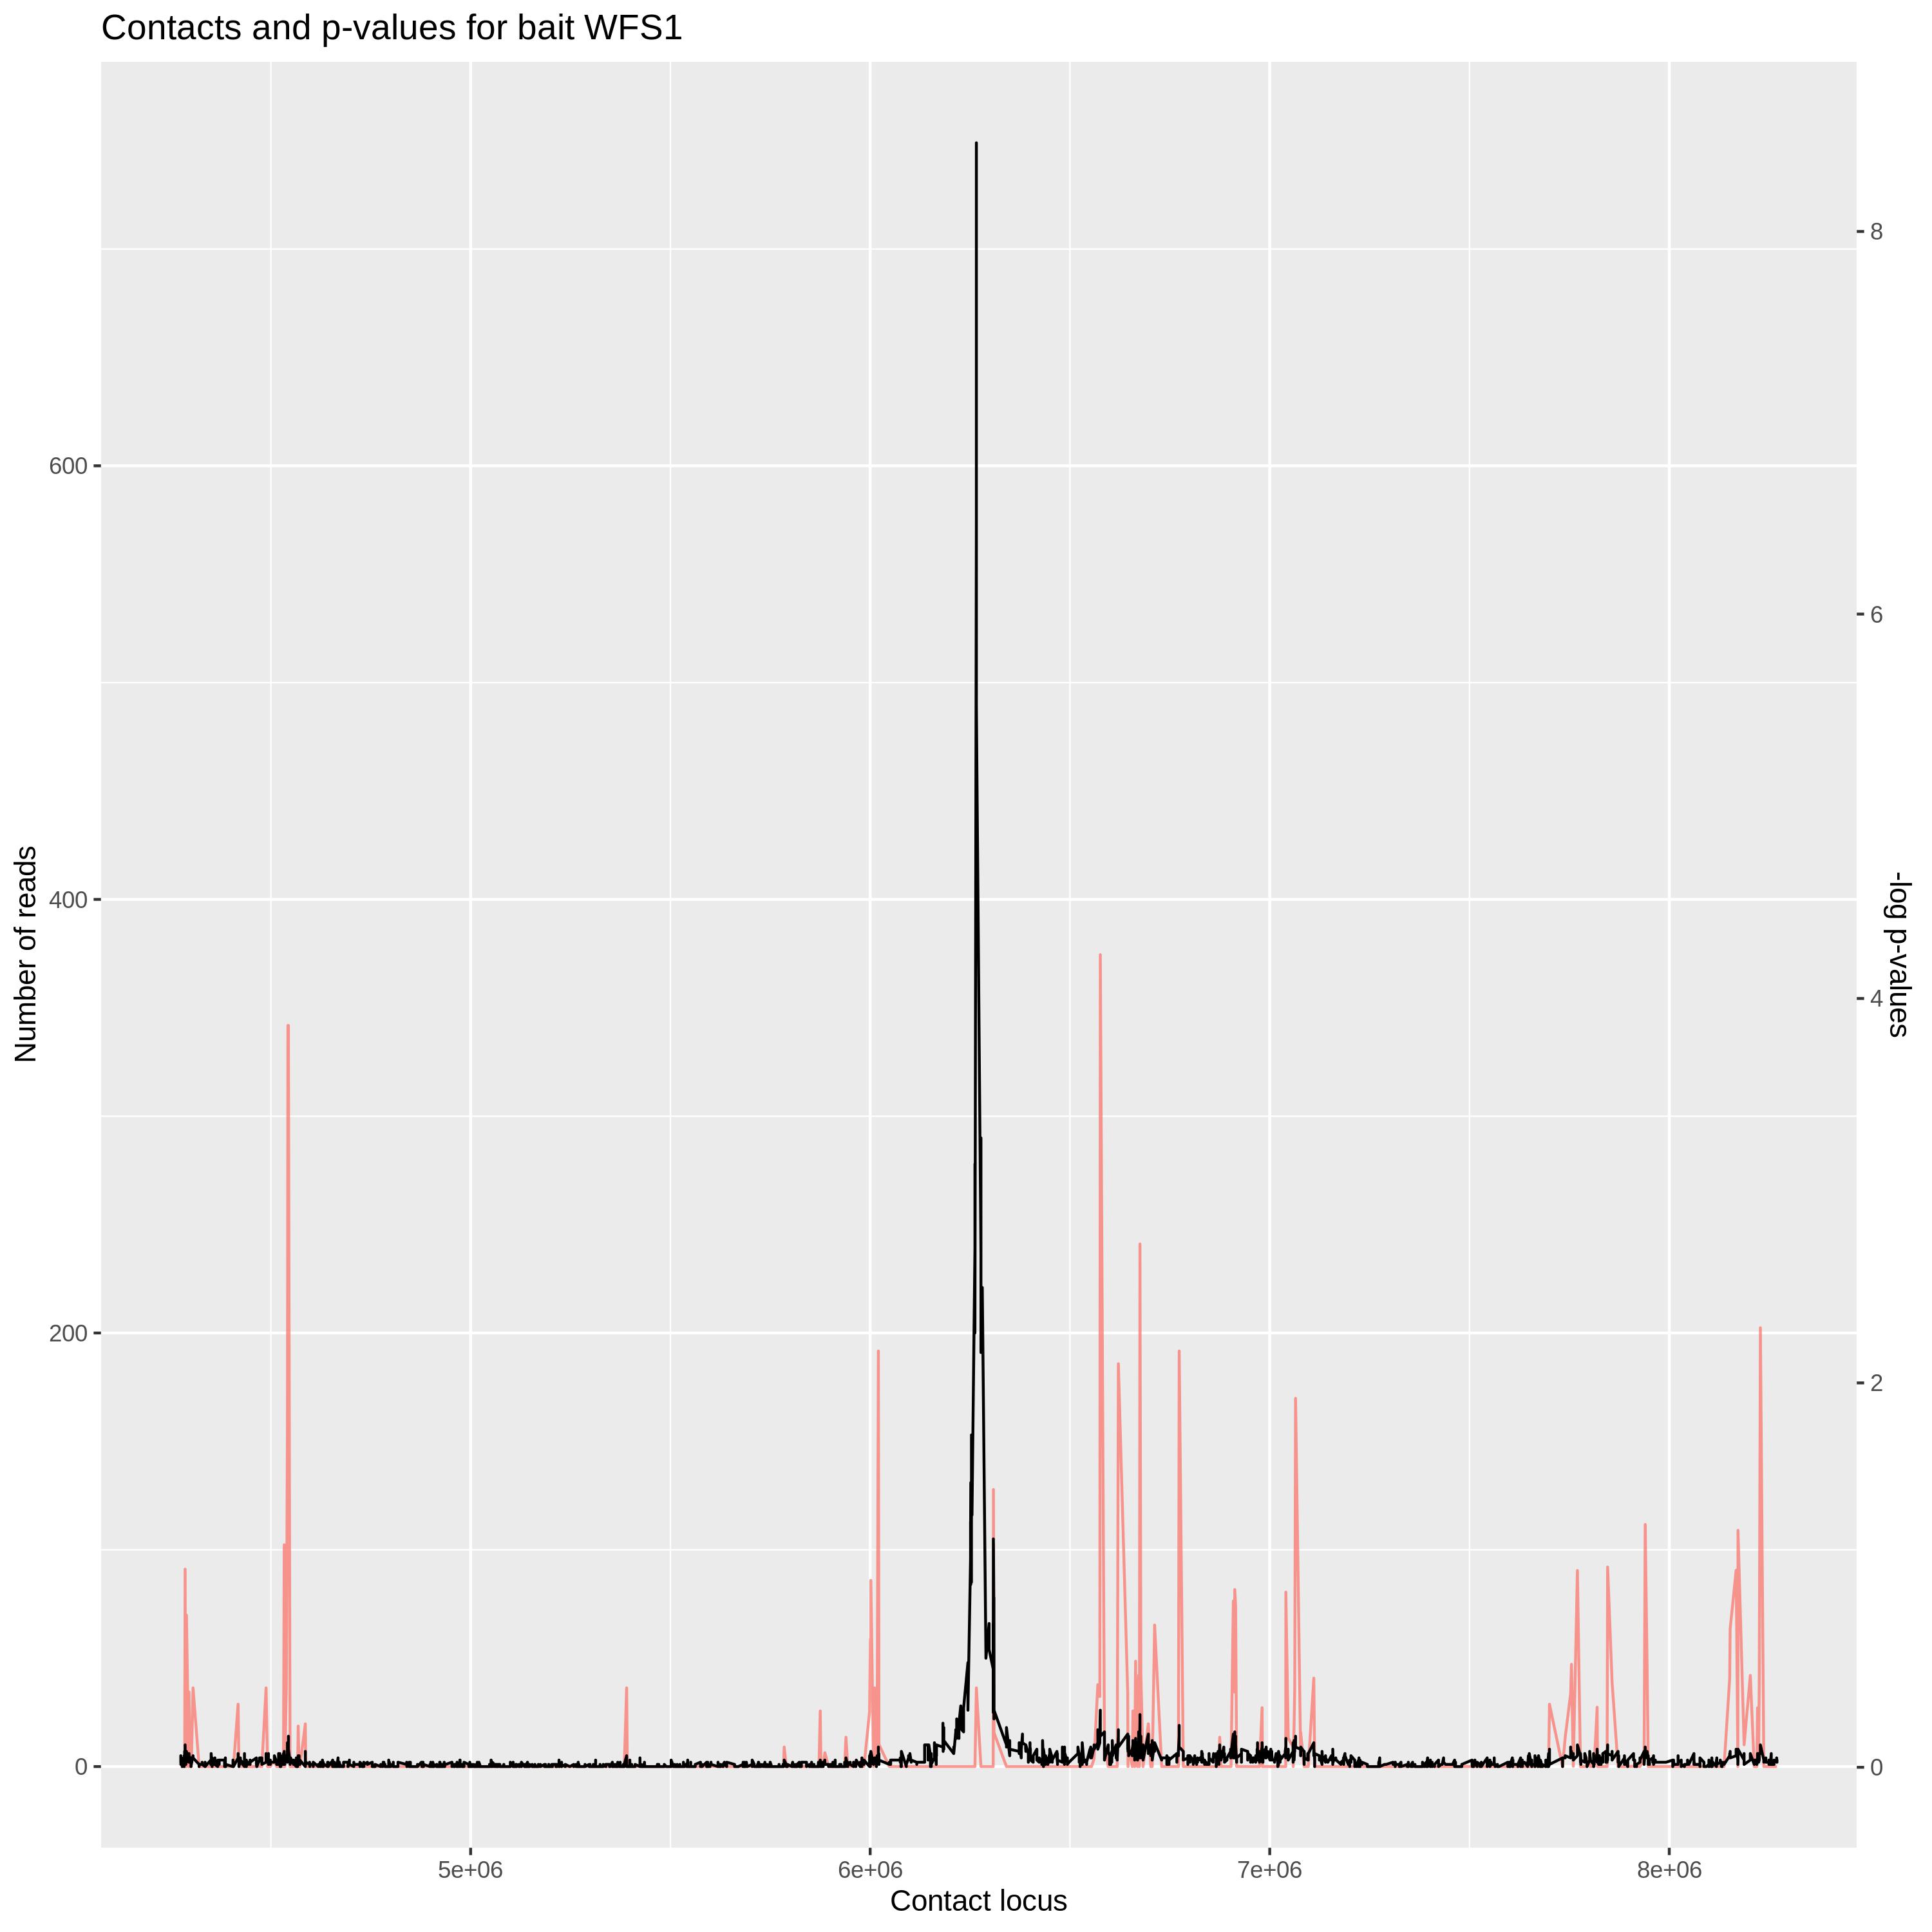 Contacts and p-values for bait WFS1
Number of reads
600
400
200
0
8
6
4
2
0
-log p-values
5e+06 6e+06 7e+06 8e+06
Contact locus